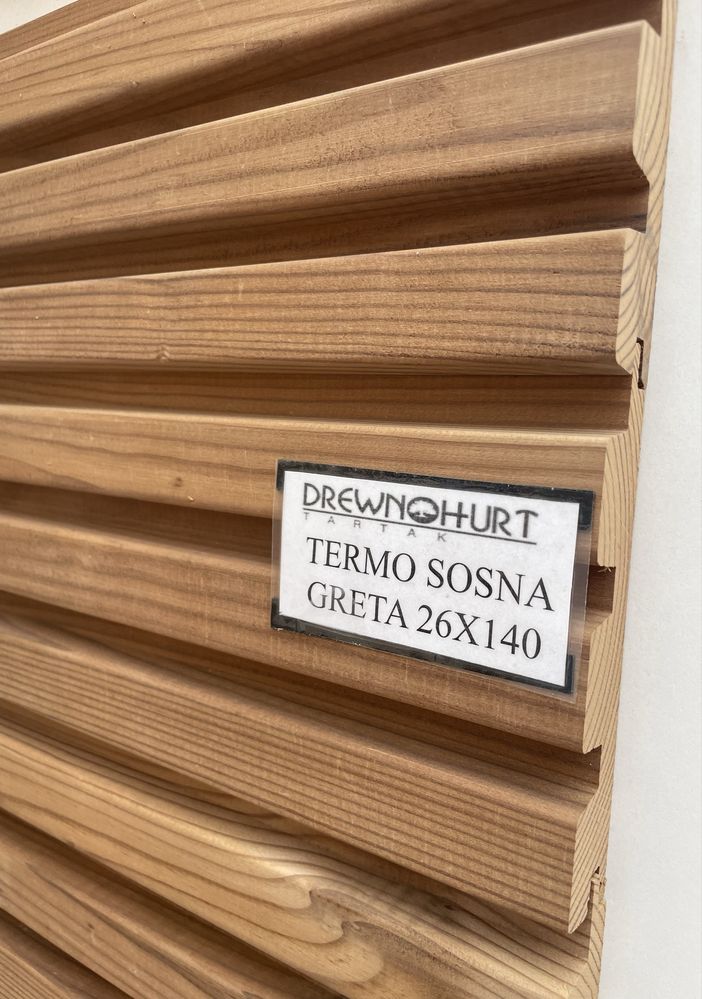 DREWNOHURT
TARTAK
TERMO SOSNA
GRETA 26X140